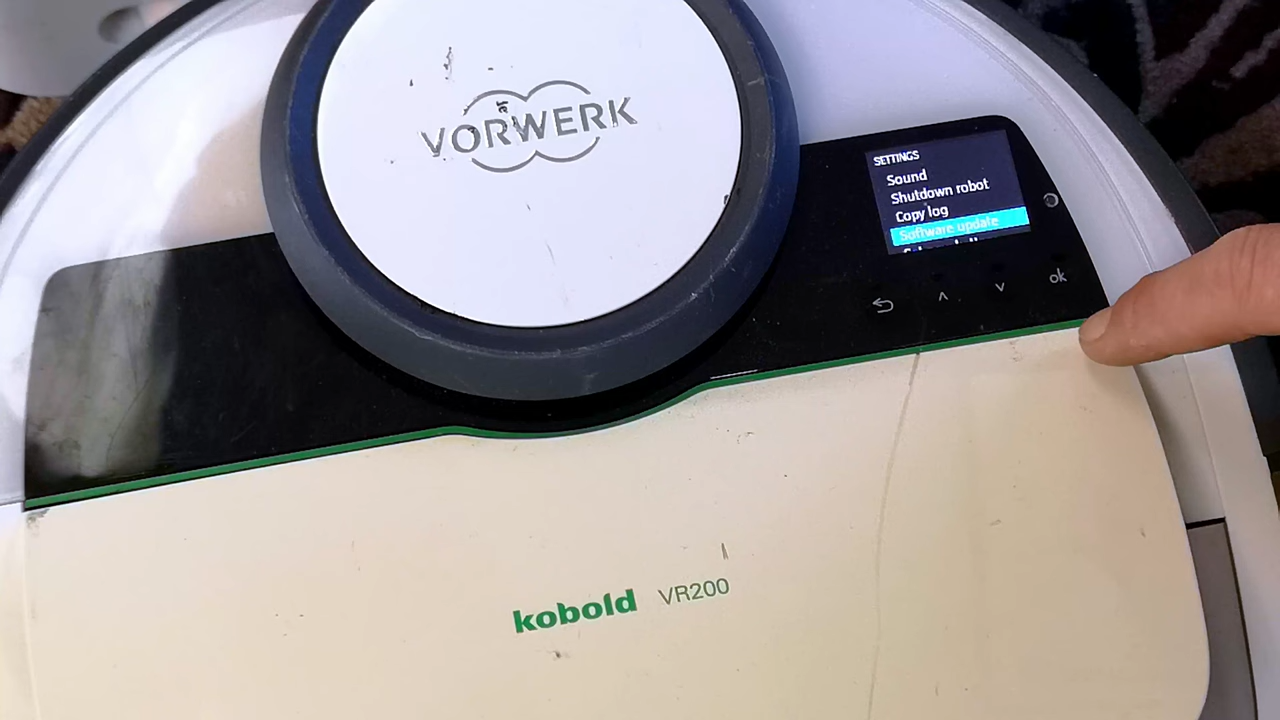 VORWERK
SETTINGS
Sound
Shutdown robot
Copy log
Software update
ok
kobold VR200